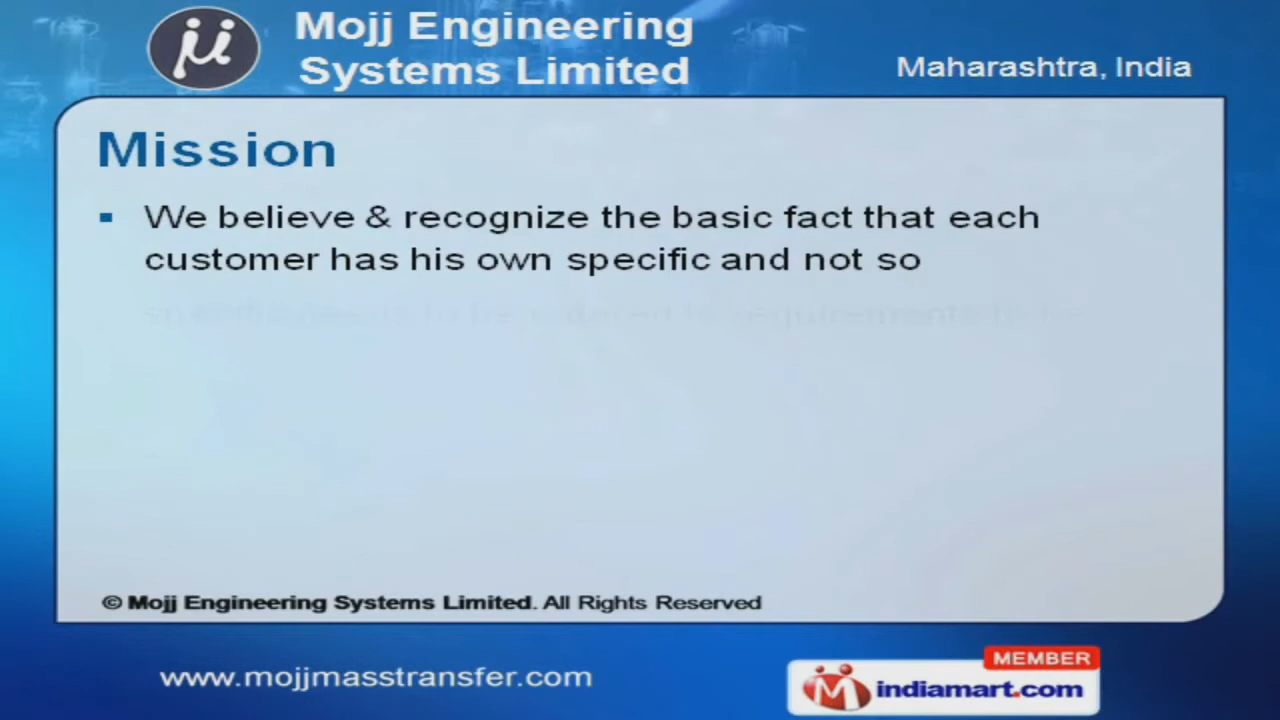 Mojj Engineering
Systems Limited
Maharashtra, India
Mission
▪ We believe & recognize the basic fact that each
customer has his own specific and not so
© Mojj Engineering Systems Limited. All Rights Reserved
www.mojjmasstransfer.com
MEMBER
indiamart.com